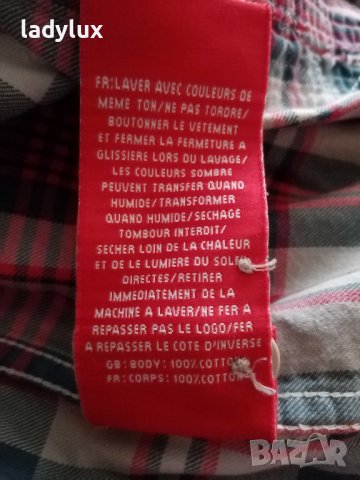 ladylux
FR:LAVER AVEC COULEURS DE
MEME TON/NE PAS TORDRE/
BOUTONNER LE VETEMENT
ET FERMER LA FERMETURE A
GLISSIERE LORS DU LAVAGE/
LES COULEURS SOMBRE
PEUVENT TRANSFER QUAND
HUMIDE/TRANSFORMER
QUAND HUMIDE/SECHAGE
TOMBOUR INTERDIT/
SECHER LOIN DE LA CHALEUR
ET DE LE LUMIERE DU SOLEIL
DIRECTES/RETIRER
IMMEDIATEMENT DE LA
MACHINE A LAVER/NE FER A
REPASSER PAS LE LOGO/FER
A REPASSER LE COTE D'INVERSE
GB: BODY: 100% COTTON
FR: CORPS: 100% COTTON
BAZAR.bg